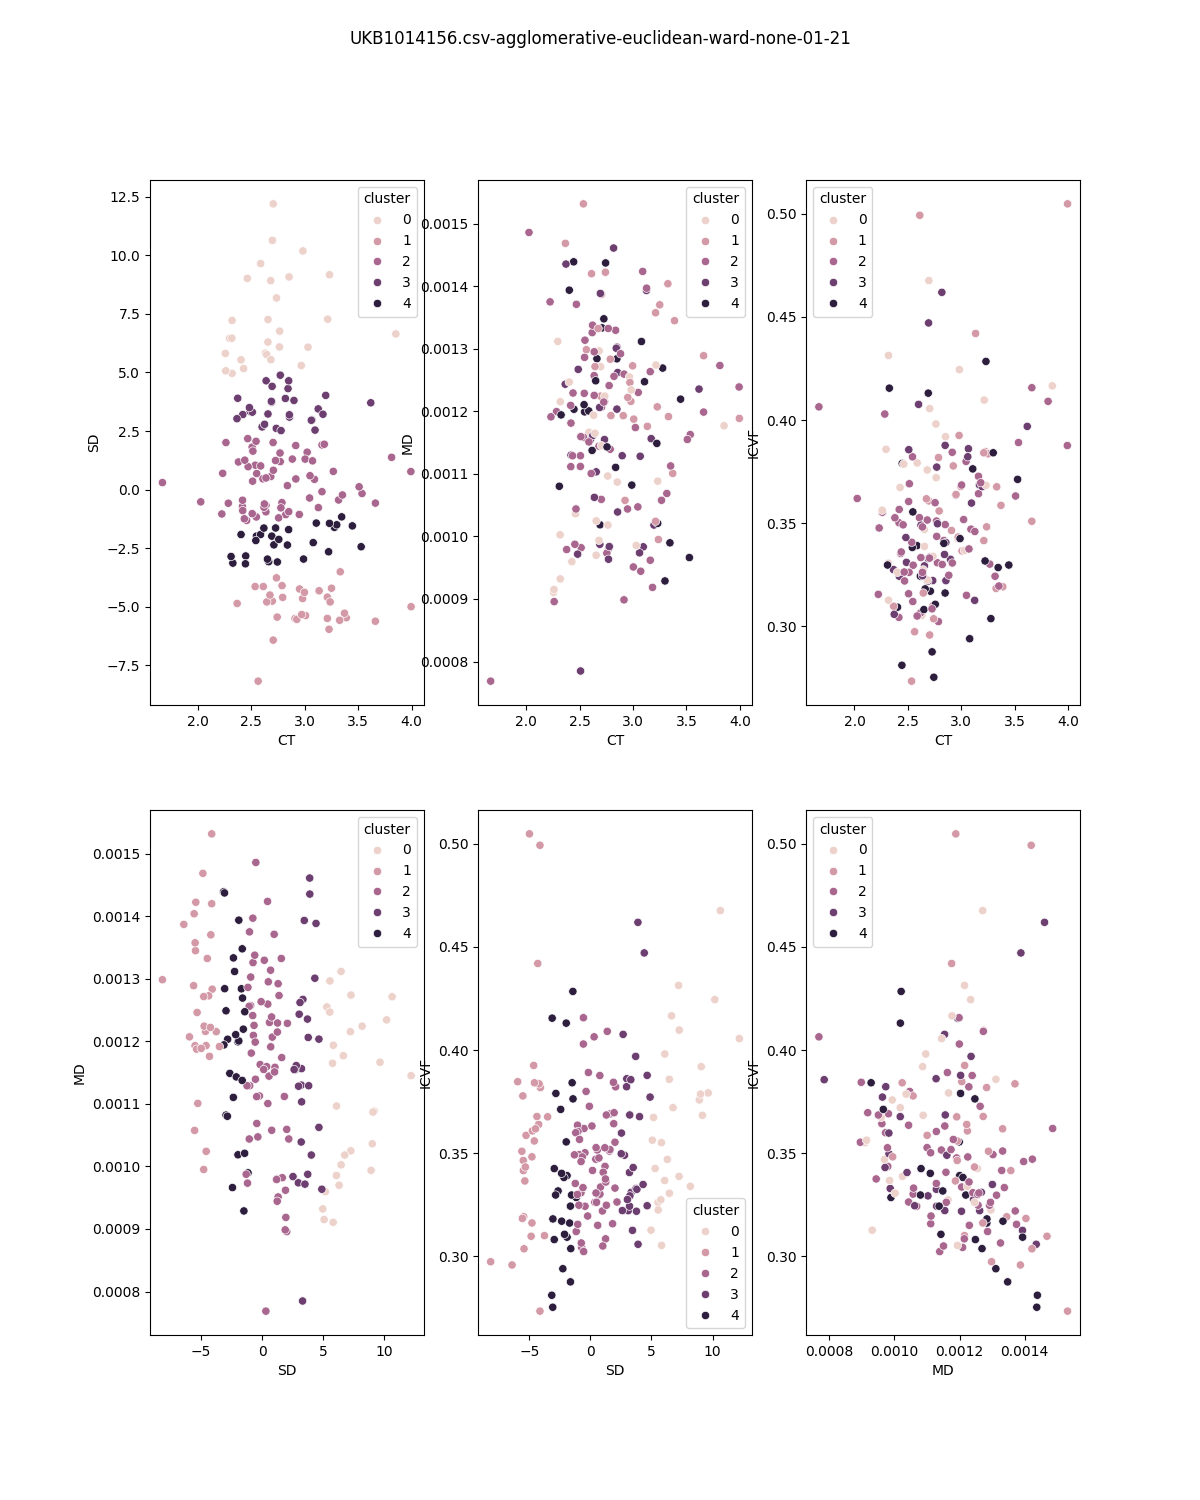 UKB1014156.csv-agglomerative-euclidean-ward-none-01-21
12.5
10.0
7.5
5.0
2.5
0.0
−2.5
−5.0
−7.5
SD
2.0 2.5 3.0 3.5 4.0
CT
cluster
0
1
2
3
4
0.0015
0.0014
0.0013
0.0012
0.0011
0.0010
0.0009
0.0008
MD
2.0 2.5 3.0 3.5 4.0
CT
cluster
0
1
2
3
4
0.50
0.45
0.40
0.35
0.30
ICVF
2.0 2.5 3.0 3.5 4.0
CT
cluster
0
1
2
3
4
0.0015
0.0014
0.0013
0.0012
0.0011
0.0010
0.0009
0.0008
MD
−5 0 5 10
SD
cluster
0
1
2
3
4
0.50
0.45
0.40
0.35
0.30
ICVF
−5 0 5 10
SD
cluster
0
1
2
3
4
0.50
0.45
0.40
0.35
0.30
ICVF
0.0008 0.0010 0.0012 0.0014
MD
cluster
0
1
2
3
4